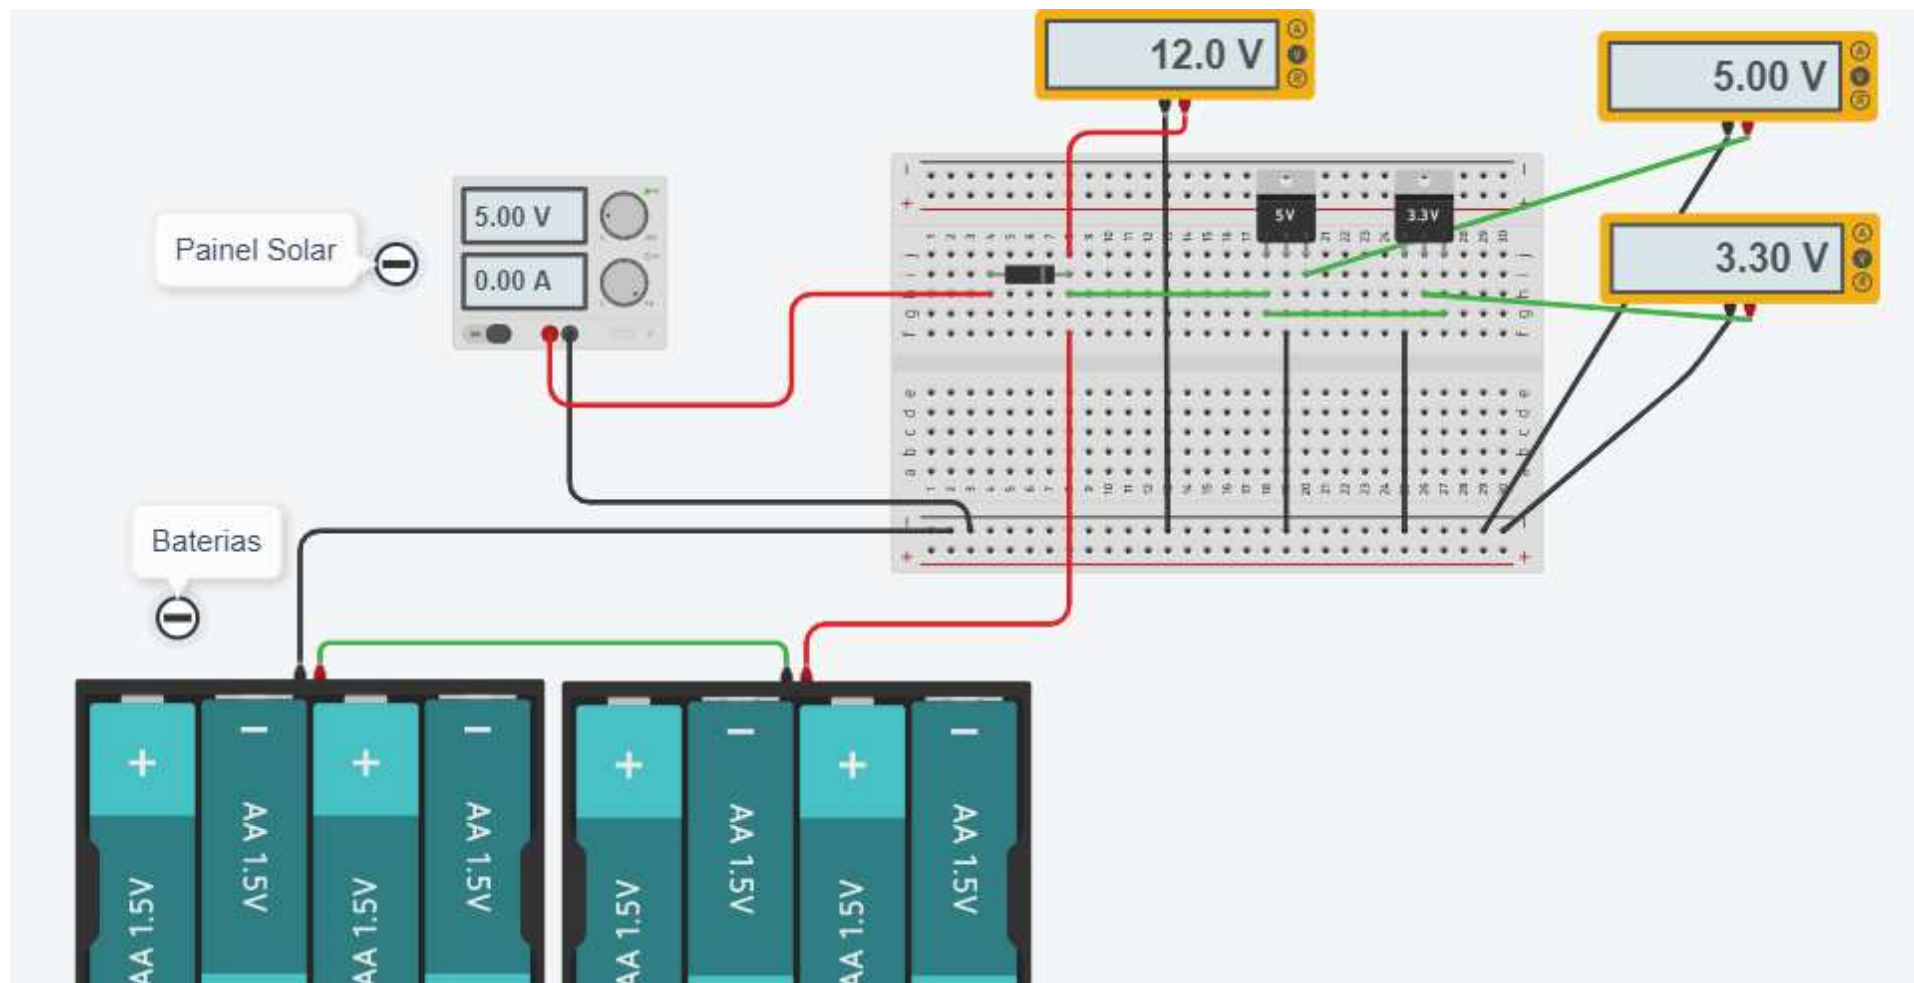 12.0 V
5.00 V
3.30 V
Painel Solar
5.00 V
0.00 A
5V
3.3V
Baterias
AA 1.5V
AA 1.5V
AA 1.5V
AA 1.5V
AA 1.5V
AA 1.5V
AA 1.5V
AA 1.5V